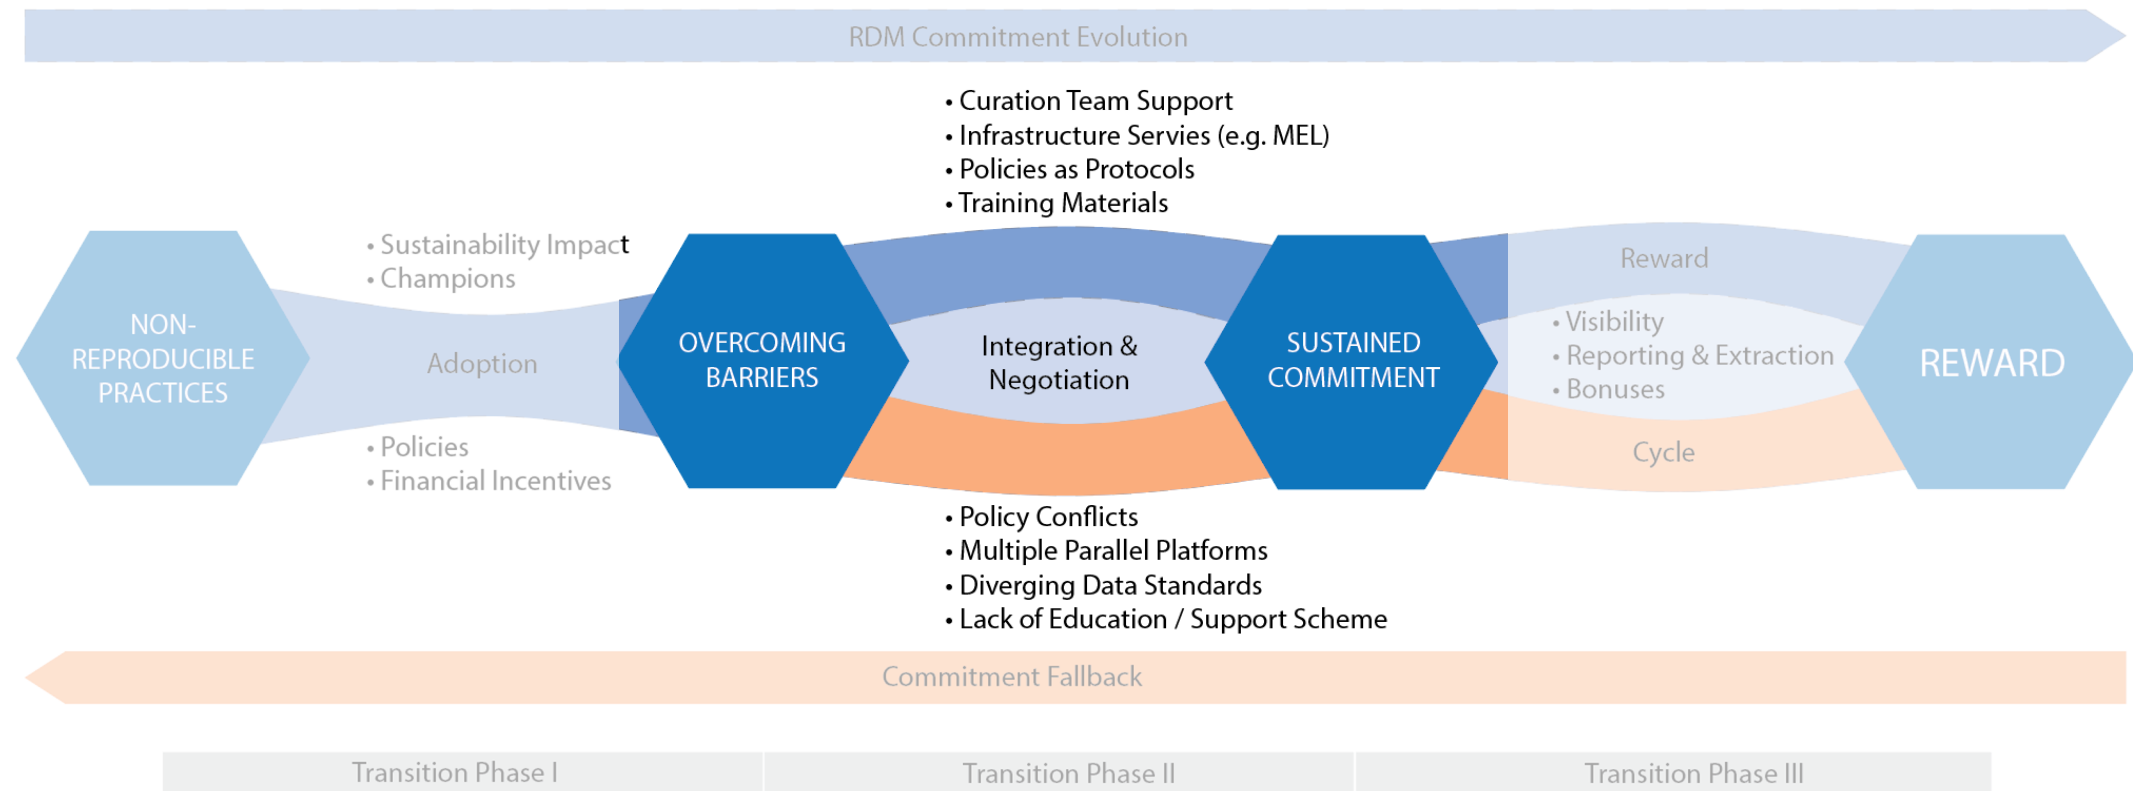 RDM Commitment Evolution
• Curation Team Support
• Infrastructure Servies (e.g. MEL)
• Policies as Protocols
• Training Materials
• Sustainability Impact
• Champions
NON-
REPRODUCIBLE
PRACTICES
Adoption
• Policies
• Financial Incentives
OVERCOMING
BARRIERS
Integration &
Negotiation
SUSTAINED
COMMITMENT
Reward
• Visibility
• Reporting & Extraction
• Bonuses
Cycle
REWARD
• Policy Conflicts
• Multiple Parallel Platforms
• Diverging Data Standards
• Lack of Education / Support Scheme
Commitment Fallback
Transition Phase I
Transition Phase II
Transition Phase III